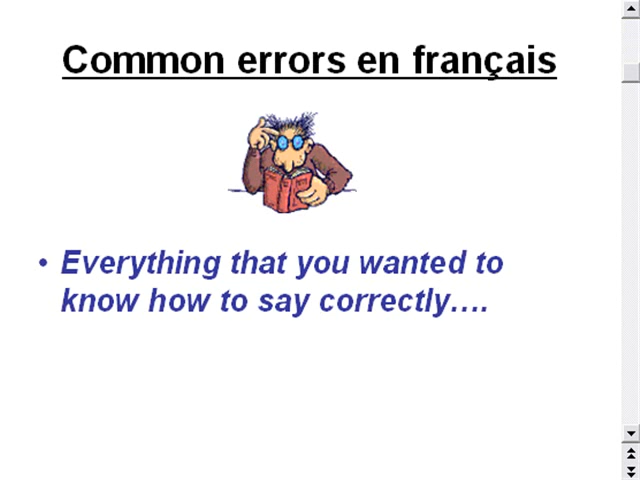 Common errors en français
• Everything that you wanted to
know how to say correctly….